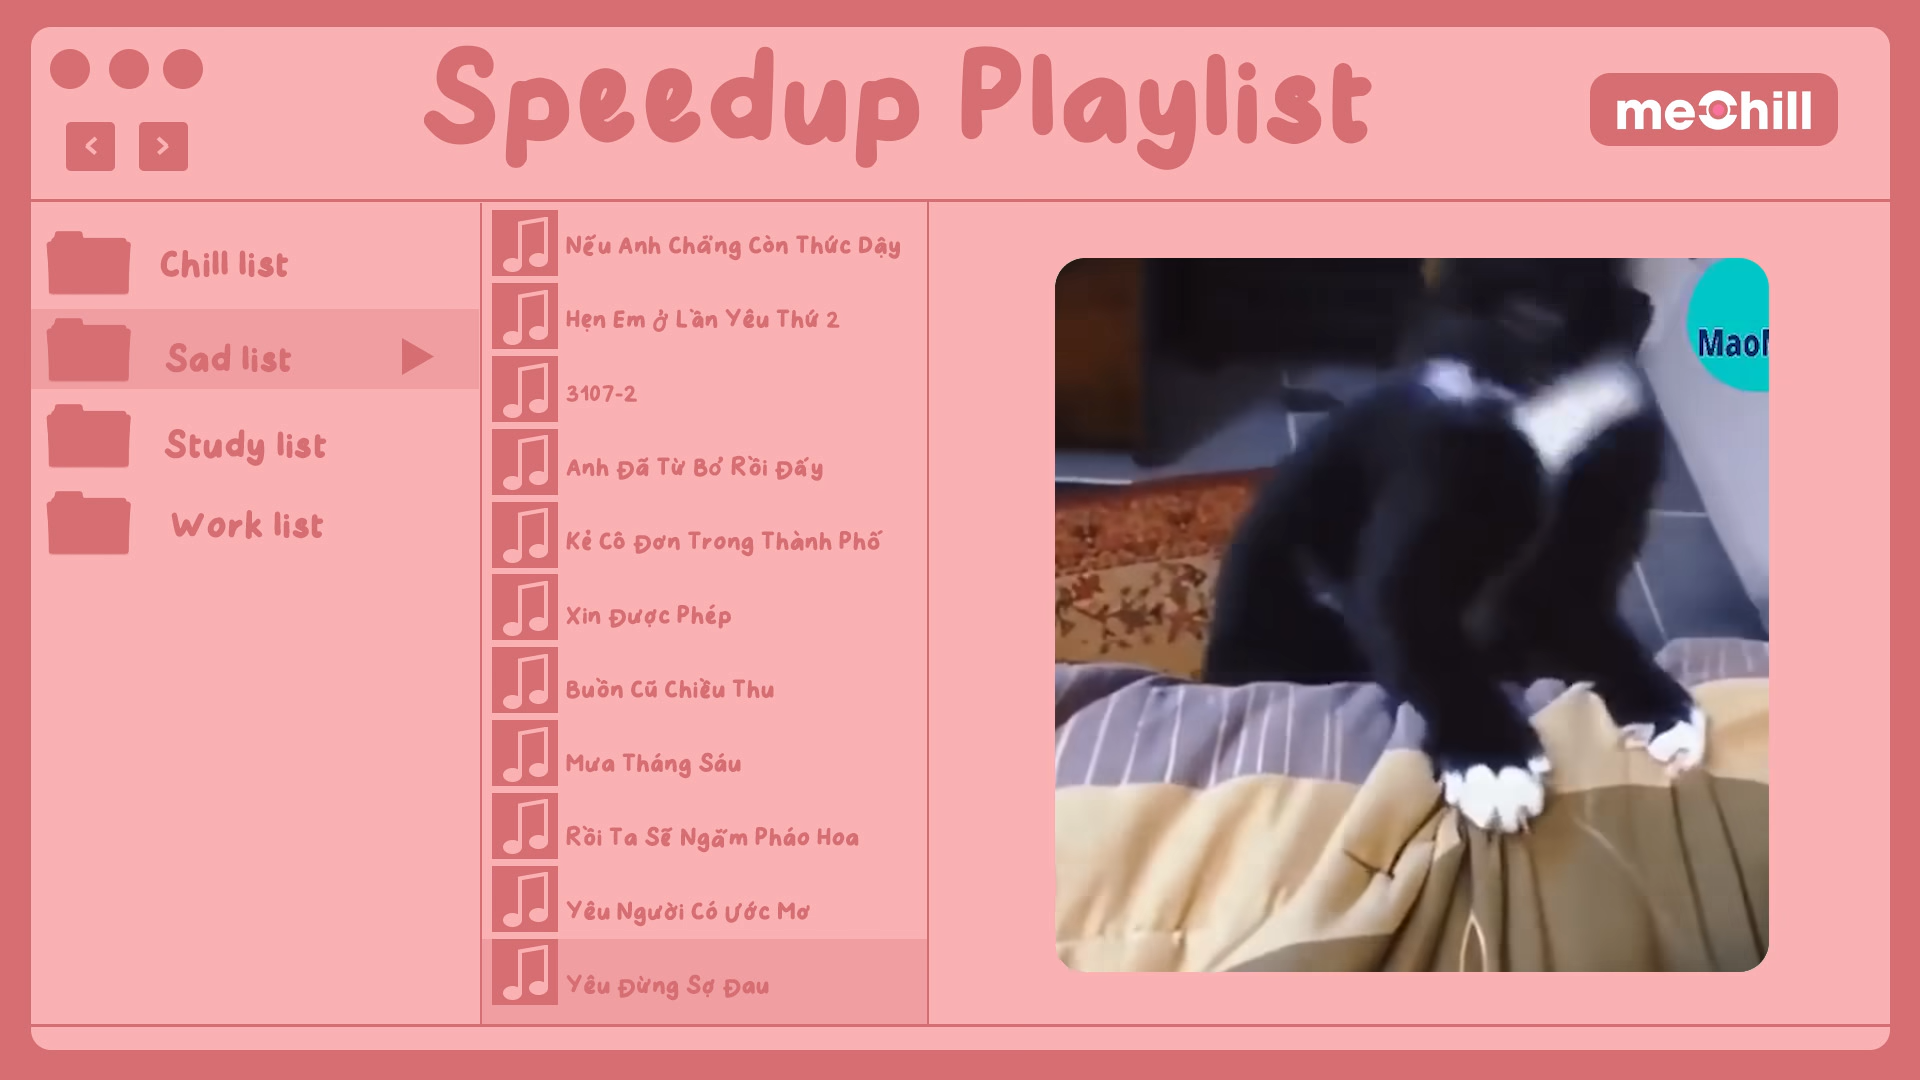 Speedup Playlist
mechill
Chill list
Sad list
Study list
Work list
Nếu Anh Chẳng Còn Thức Dậy
Hẹn Em ở Lần Yêu Thứ 2
3107-2
Anh Đã Từ Bỏ Rồi Đấy
Kẻ Cô Đơn Trong Thành Phố
Xin Được Phép
Buồn Cũ Chiều Thu
Mưa Tháng Sáu
Rồi Ta Sẽ Ngắm Pháo Hoa
Yêu Người Có Ước Mơ
Yêu Đừng Sợ Đau